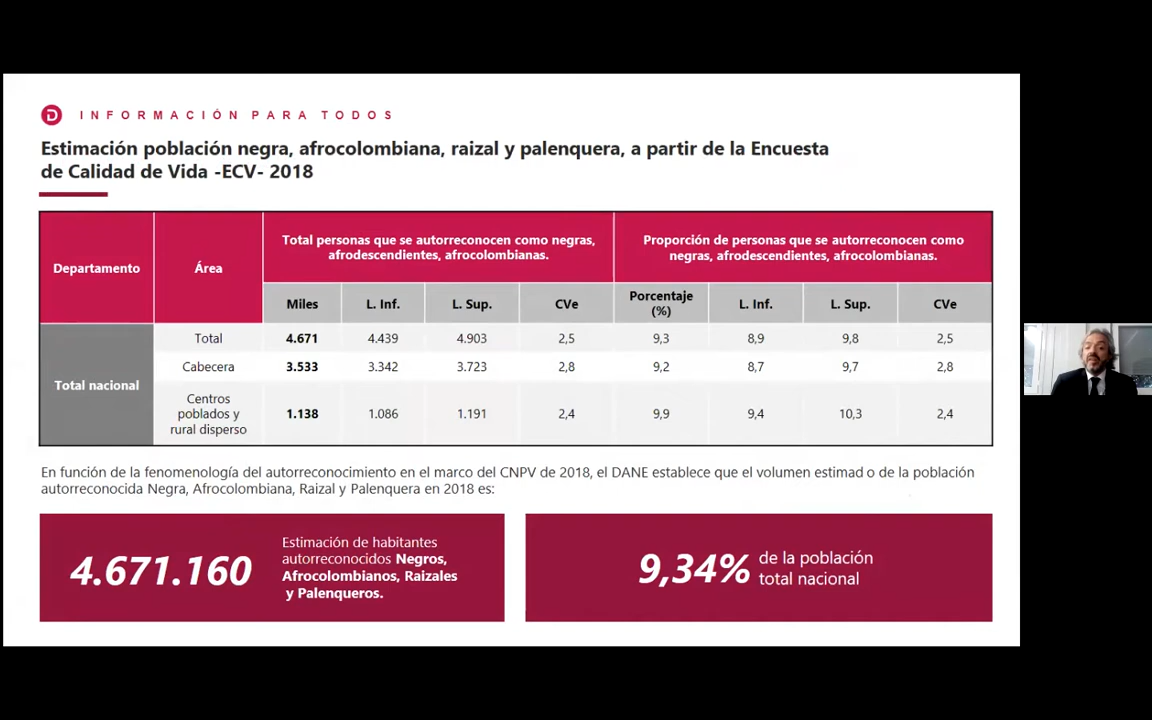 INFORMACIÓN PARA TODOS
Estimación población negra, afrocolombiana, raizal y palenquera, a partir de la Encuesta
de Calidad de Vida -ECV- 2018
Departamento
Área
Total personas que se autorreconocen como negras,
afrodescendientes, afrocolombianas.
Proporción de personas que se autorreconocen como
negras, afrodescendientes, afrocolombianas.
Miles L. Inf. L. Sup. CVe Porcentaje (%) L. Inf. L. Sup. CVe
Total nacional
Total 4.671 4.439 4.903 2,5 9,3 8,9 9,8 2,5
Cabecera 3.533 3.342 3.723 2,8 9,2 8,7 9,7 2,8
Centros
poblados y
rural disperso
1.138 1.086 1.191 2,4 9,9 9,4 10,3 2,4
En función de la fenomenología del autorreconocimiento en el marco del CNPV de 2018, el DANE establece que el volumen estimado de la población
autorreconocida Negra, Afrocolombiana, Raizal y Palenquera en 2018 es:
4.671.160
Estimación de habitantes
autorreconocidos Negros,
Afrocolombianos, Raizales
y Palenqueros.
9,34%
de la población
total nacional